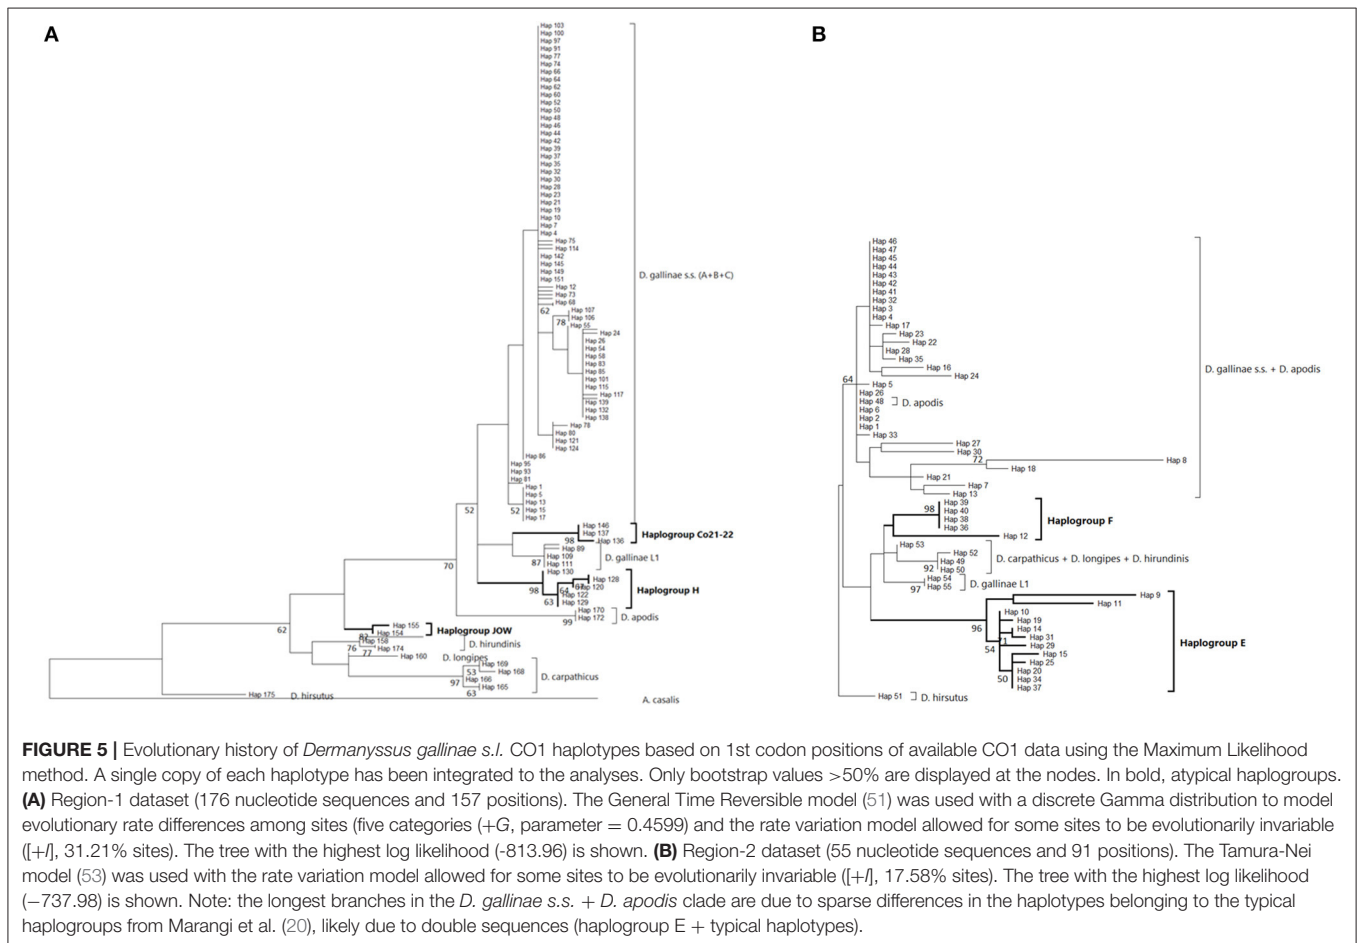 A
Hap 103
Hap 100
Hap 97
Hap 91
Hap 77
Hap 74
Hap 66
Hap 64
Hap 62
Hap 60
Hap 52
Hap 50
Hap 48
Hap 46
Hap 44
Hap 42
Hap 39
Hap 37
Hap 35
Hap 32
Hap 30
Hap 28
Hap 23
Hap 21
Hap 19
Hap 10
Hap 7
Hap 4
Hap 75
Hap 114
Hap 142
Hap 145
Hap 149
Hap 151
Hap 12
Hap 73
Hap 68
62
Hap 107
Hap 106
78
Hap 55
Hap 24
Hap 26
Hap 54
Hap 58
Hap 83
Hap 85
Hap 101
Hap 115
Hap 117
Hap 139
Hap 132
Hap 138
Hap 78
Hap 80
Hap 121
Hap 124
Hap 86
Hap 95
Hap 93
Hap 81
Hap 1
Hap 5
Hap 13
Hap 15
Hap 17
52
52
D. gallinae s.s. (A+B+C)
Hap 146
Hap 137
Hap 136
98
Haplogroup Co21-22
Hap 89
Hap 109
Hap 111
87
D. gallinae L1
Hap 130
Hap 128
Hap 120
Hap 122
Hap 129
98
64
63
Haplogroup H
70
Hap 170
Hap 172
99
D. apodis
62
Hap 155
Hap 154
Haplogroup JOW
Hap 158
Hap 174
76
77
D. hirundinis
Hap 160
D. longipes
Hap 169
Hap 168
Hap 166
Hap 165
53
97
63
D. carpathicus
Hap 175
D. hirsutus
A. casalis
B
Hap 46
Hap 47
Hap 45
Hap 44
Hap 43
Hap 42
Hap 41
Hap 32
Hap 3
Hap 4
Hap 17
Hap 23
Hap 22
Hap 28
Hap 35
Hap 16
Hap 24
64
Hap 5
Hap 26
Hap 48
D. apodis
Hap 6
Hap 2
Hap 1
Hap 33
Hap 27
Hap 30
72
Hap 8
Hap 18
Hap 21
Hap 7
Hap 13
D. gallinae s.s. + D. apodis
Hap 39
Hap 40
Hap 38
Hap 36
98
Hap 12
Haplogroup F
Hap 53
Hap 52
Hap 49
Hap 50
92
D. carpathicus + D. longipes + D. hirundinis
Hap 54
Hap 55
97
D. gallinae L1
Hap 9
Hap 11
Hap 10
Hap 19
Hap 14
Hap 31
Hap 29
Hap 15
Hap 25
Hap 20
Hap 34
Hap 37
96
71
54
50
Haplogroup E
Hap 51
D. hirsutus
FIGURE 5 | Evolutionary history of Dermanyssus gallinae s.l. CO1 haplotypes based on 1st codon positions of available CO1 data using the Maximum Likelihood
method. A single copy of each haplotype has been integrated to the analyses. Only bootstrap values >50% are displayed at the nodes. In bold, atypical haplogroups.
(A) Region-1 dataset (176 nucleotide sequences and 157 positions). The General Time Reversible model (51) was used with a discrete Gamma distribution to model
evolutionary rate differences among sites (five categories (+G, parameter = 0.4599) and the rate variation model allowed for some sites to be evolutionarily invariable
([+I], 31.21% sites). The tree with the highest log likelihood (-813.96) is shown. (B) Region-2 dataset (55 nucleotide sequences and 91 positions). The Tamura-Nei
model (53) was used with the rate variation model allowed for some sites to be evolutionarily invariable ([+I], 17.58% sites). The tree with the highest log likelihood
(−737.98) is shown. Note: the longest branches in the D. gallinae s.s. + D. apodis clade are due to sparse differences in the haplotypes belonging to the typical
haplogroups from Marangi et al. (20), likely due to double sequences (haplogroup E + typical haplotypes).